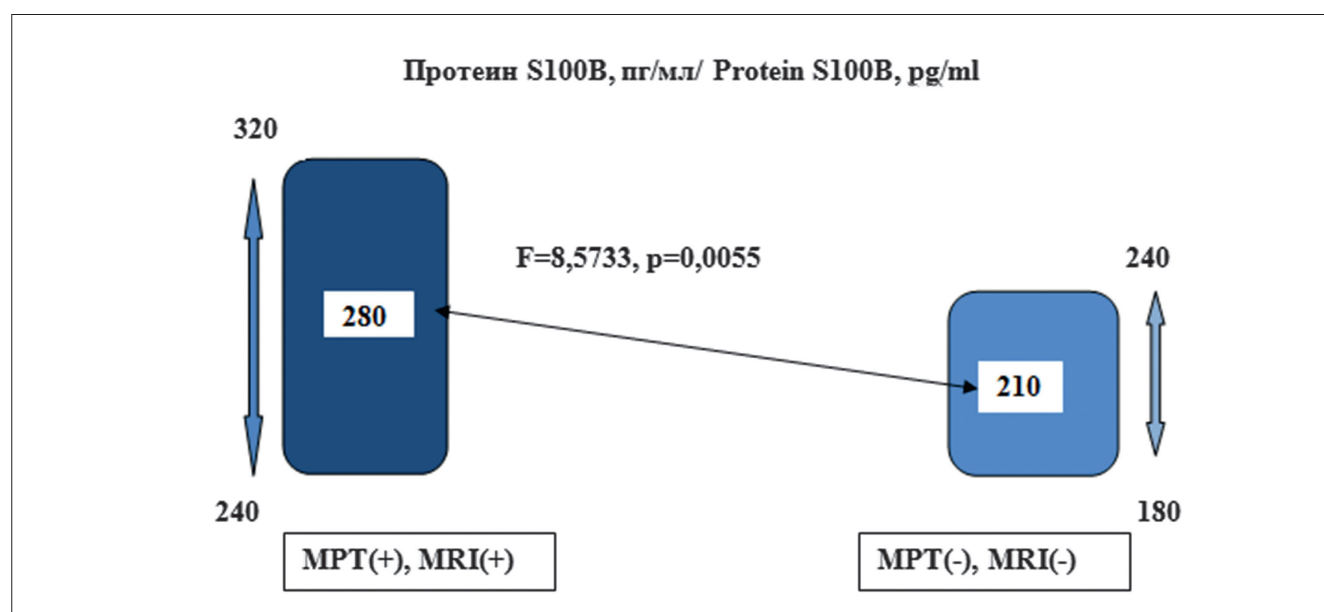 Протеин S100B, пг/мл/ Protein S100B, pg/ml
320
F=8,5733, p=0,0055
240
280
210
240
180
МРТ(+), MRI(+)
МРТ(-), MRI(-)